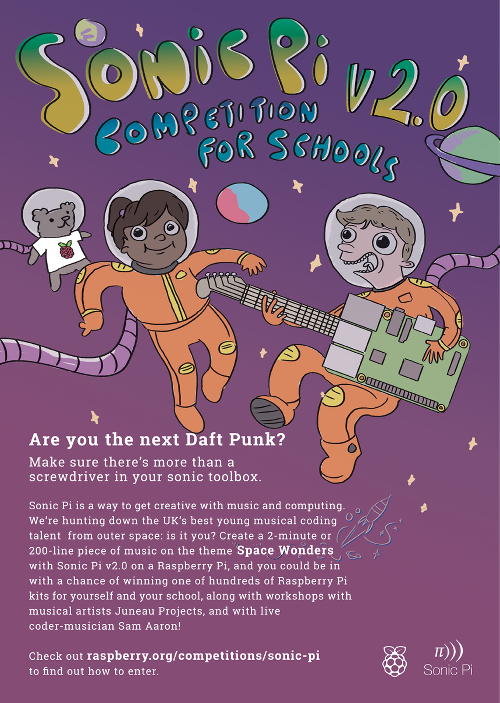 Sonic Pi v2.0
Competition
for Schools
Are you the next Daft Punk?
Make sure there's more than a
screwdriver in your sonic toolbox.
Sonic Pi is a way to get creative with music and computing.
We're hunting down the UK's best young musical coding
talent from outer space: is it you? Create a 2-minute or
200-line piece of music on the theme Space Wonders
with Sonic Pi v2.0 on a Raspberry Pi, and you could be in
with a chance of winning one of hundreds of Raspberry Pi
kits for yourself and your school, along with workshops with
musical artists Juneau Projects, and with live
coder-musician Sam Aaron!
Check out raspberry.org/competitions/sonic-pi
to find out how to enter.
π)))
Sonic Pi